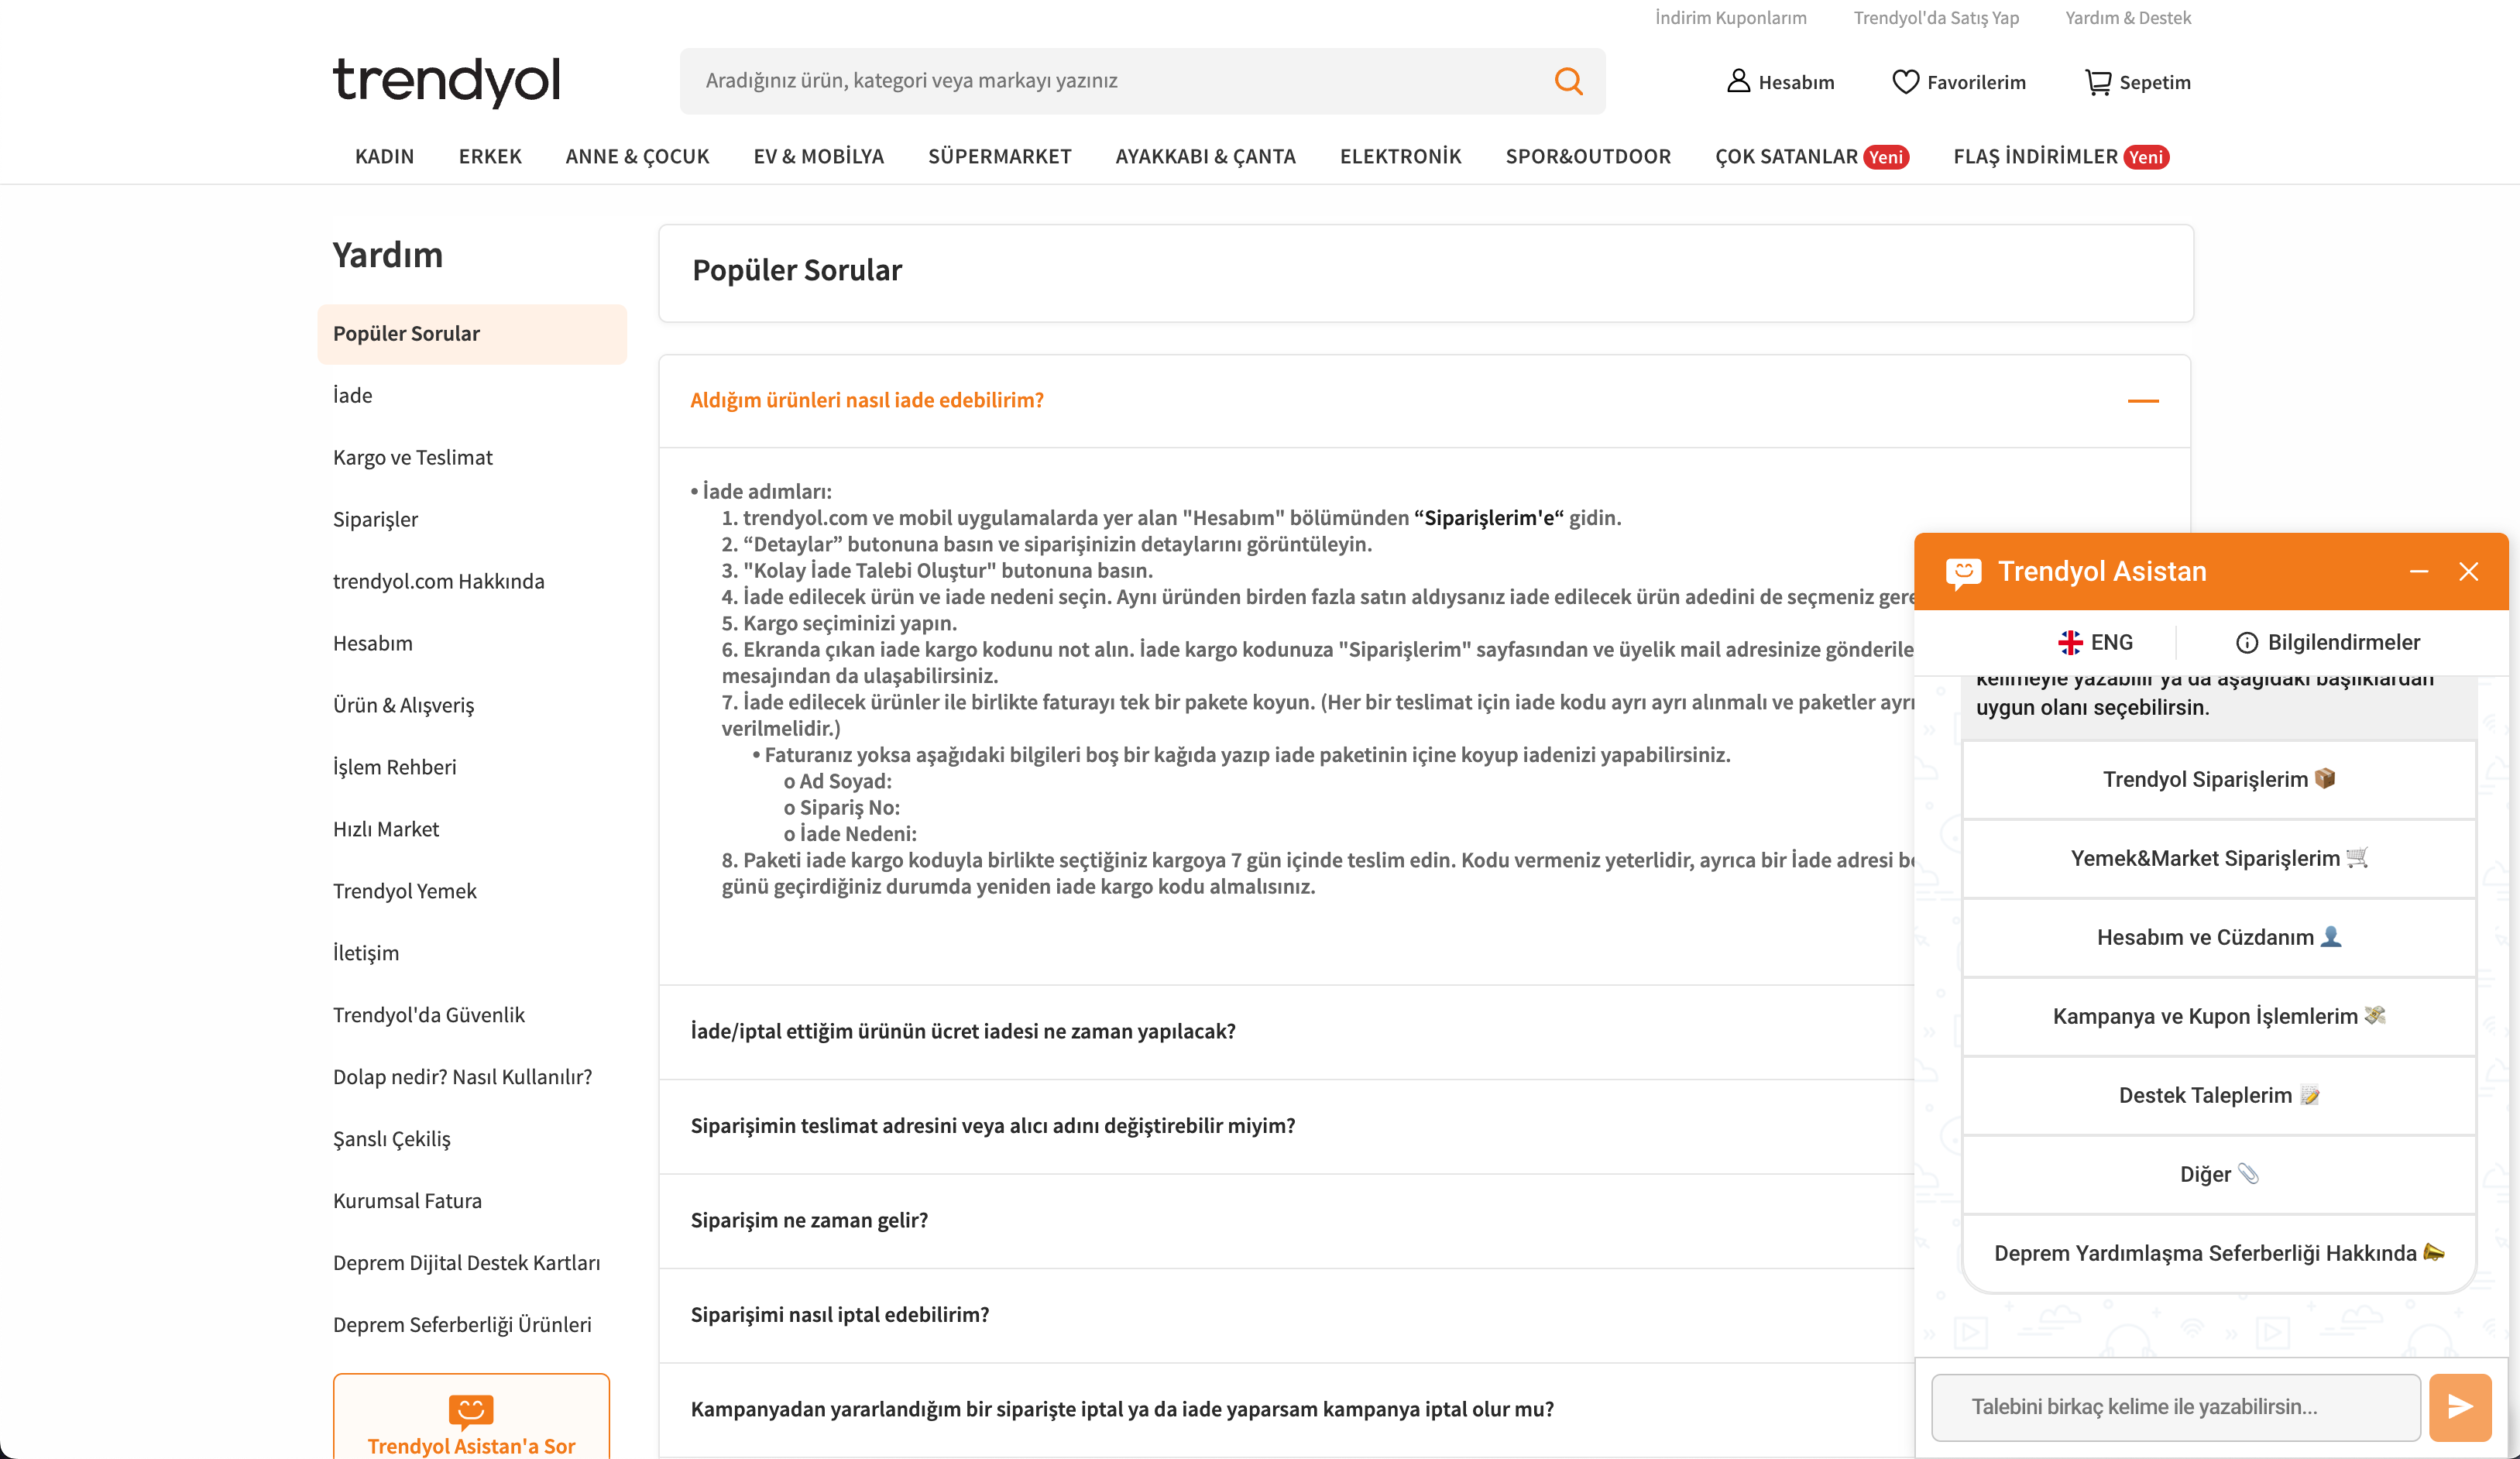 İndirim Kuponlarım
Trendyol'da Satış Yap
Yardım & Destek
trendyol
Aradığınız ürün, kategori veya markayı yazınız
Hesabım
Favorilerim
Sepetim
KADIN
ERKEK
ANNE & ÇOCUK
EV & MOBİLYA
SÜPERMARKET
AYAKKABI & ÇANTA
ELEKTRONİK
SPOR&OUTDOOR
ÇOK SATANLAR Yeni
FLAŞ İNDİRİMLER Yeni
Yardım
Popüler Sorular
İade
Kargo ve Teslimat
Siparişler
trendyol.com Hakkında
Hesabım
Ürün & Alışveriş
İşlem Rehberi
Hızlı Market
Trendyol Yemek
İletişim
Trendyol'da Güvenlik
Dolap nedir? Nasıl Kullanılır?
Şanslı Çekiliş
Kurumsal Fatura
Deprem Dijital Destek Kartları
Deprem Seferberliği Ürünleri
Trendyol Asistan'a Sor
Popüler Sorular
Aldığım ürünleri nasıl iade edebilirim?
• İade adımları:
1. trendyol.com ve mobil uygulamalarda yer alan "Hesabım" bölümünden “Siparişlerim'e“ gidin.
2. “Detaylar” butonuna basın ve siparişinizin detaylarını görüntüleyin.
3. "Kolay İade Talebi Oluştur" butonuna basın.
4. İade edilecek ürün ve iade nedeni seçin. Aynı üründen birden fazla satın aldıysanız iade edilecek ürün adedini de seçmeniz gere
5. Kargo seçiminizi yapın.
6. Ekranda çıkan iade kargo kodunu not alın. İade kargo kodunuza "Siparişlerim" sayfasından ve üyelik mail adresinize gönderile
mesajından da ulaşabilirsiniz.
7. İade edilecek ürünler ile birlikte faturayı tek bir pakete koyun. (Her bir teslimat için iade kodu ayrı ayrı alınmalı ve paketler ayrı
verilmelidir.)
• Faturanız yoksa aşağıdaki bilgileri boş bir kağıda yazıp iade paketinin içine koyup iadenizi yapabilirsiniz.
o Ad Soyad:
o Sipariş No:
o İade Nedeni:
8. Paketi iade kargo koduyla birlikte seçtiğiniz kargoya 7 gün içinde teslim edin. Kodu vermeniz yeterlidir, ayrıca bir İade adresi be
günü geçirdiğiniz durumda yeniden iade kargo kodu almalısınız.
İade/iptal ettiğim ürünün ücret iadesi ne zaman yapılacak?
Siparişimin teslimat adresini veya alıcı adını değiştirebilir miyim?
Siparişim ne zaman gelir?
Siparişimi nasıl iptal edebilirim?
Kampanyadan yararlandığım bir siparişte iptal ya da iade yaparsam kampanya iptal olur mu?
Trendyol Asistan
ENG
Bilgilendirmeler
kelimeyle yazabilir ya da aşağıdaki başlıklardan
uygun olanı seçebilirsin.
Trendyol Siparişlerim 📦
Yemek&Market Siparişlerim 🛒
Hesabım ve Cüzdanım 👤
Kampanya ve Kupon İşlemlerim 💸
Destek Taleplerim 📝
Diğer 📎
Deprem Yardımlaşma Seferberliği Hakkında 📣
Talebini birkaç kelime ile yazabilirsin...